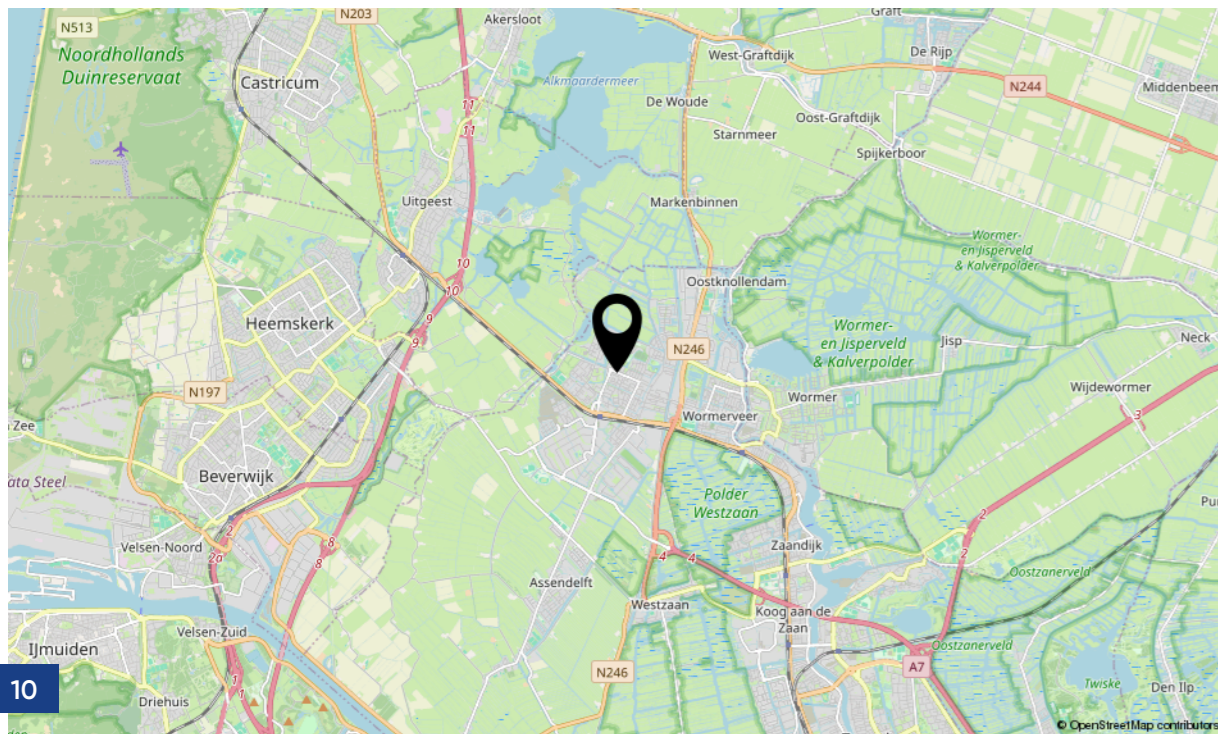 N513
N203
Akersloot
Graft
Noordhollands
Duinreservaat
West-Graftdijk
De Rijp
Castricum
Alkmaardermeer
N244
Middenbeem
De Woude
11
11
Oost-Graftdijk
Starnmeer
Spijkerboor
Uitgeest
Markenbinnen
Wormer-
en Jisperveld
& Kalverpolder
10
10
Oostknollendam
Heemskerk
9
9
Wormer-
en Jisperveld
& Kalverpolder
Jisp
Neck
N246
N197
Wijdewormer
Wormer
Wormerveer
3
Zee
Beverwijk
ata Steel
Polder
Westzaan
2
2
2
2a
8
8
Velsen-Noord
Zaandijk
4
4
Oostzanerveld
Assendelft
Westzaan
Koog aan de
Zaan
Velsen-Zuid
IJmuiden
Oostzanerveld
A7
N246
1
1
10
Twiske
Den Ilp
Driehuis
© OpenStreetMap contributors